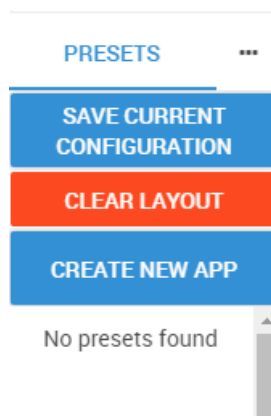 PRESETS
SAVE CURRENT
CONFIGURATION
CLEAR LAYOUT
CREATE NEW APP
No presets found